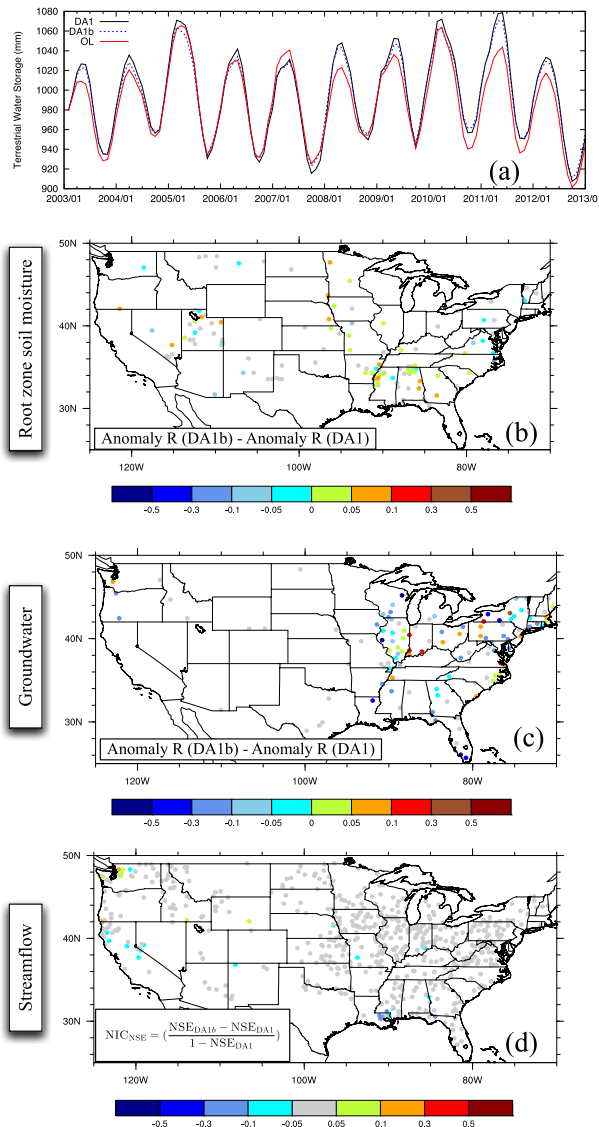 DA1
DA1b
OL
Terrestrial Water Storage (mm)
1080
1060
1040
1020
1000
980
960
940
920
900
(a)
2003/01 2004/01 2005/01 2006/01 2007/01 2008/01 2009/01 2010/01 2011/01 2012/01 2013/0
Root zone soil moisture
50N
40N
30N
Anomaly R (DA1b) - Anomaly R (DA1)
(b)
120W 100W 80W
-0.5 -0.3 -0.1 -0.05 0 0.05 0.1 0.3 0.5
Groundwater
50N
40N
30N
Anomaly R (DA1b) - Anomaly R (DA1)
(c)
120W 100W 80W
-0.5 -0.3 -0.1 -0.05 0 0.05 0.1 0.3 0.5
Streamflow
50N
40N
30N
NIC_NSE = (NSE_DA1b − NSE_DA1 / 1 − NSE_DA1)
(d)
120W 100W 80W
-0.5 -0.3 -0.1 -0.05 0.05 0.1 0.3 0.5